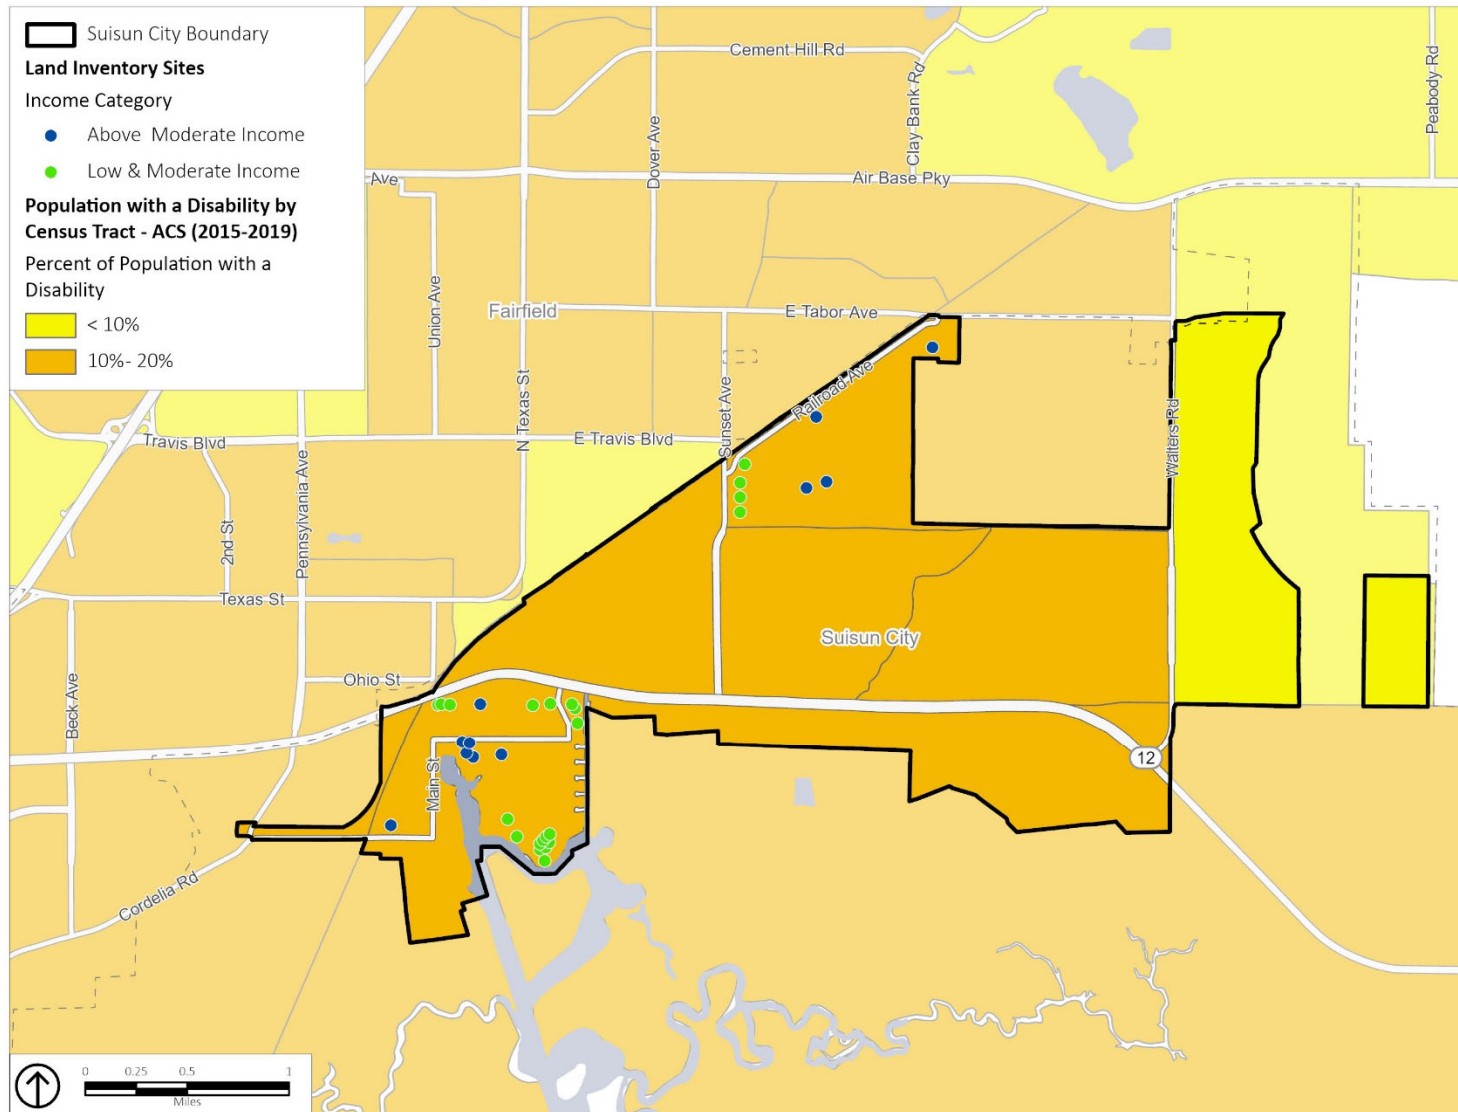 Suisun City Boundary
Land Inventory Sites
Income Category
Above Moderate Income
Low & Moderate Income
Population with a Disability by
Census Tract - ACS (2015-2019)
Percent of Population with a
Disability
< 10%
10%- 20%
Cement Hill Rd
Clay Bank Rd
Peabody Rd
Dover Ave
Ave
Air Base Pky
Union Ave
Fairfield
E Tabor Ave
N Texas St
Sunset Ave
Railroad Ave
Walters Rd
Travis Blvd
E Travis Blvd
Pennsylvania Ave
2nd St
Texas St
Suisun City
Ohio St
Beck Ave
Main St
12
Cordelia Rd
0 0.25 0.5 1
Miles